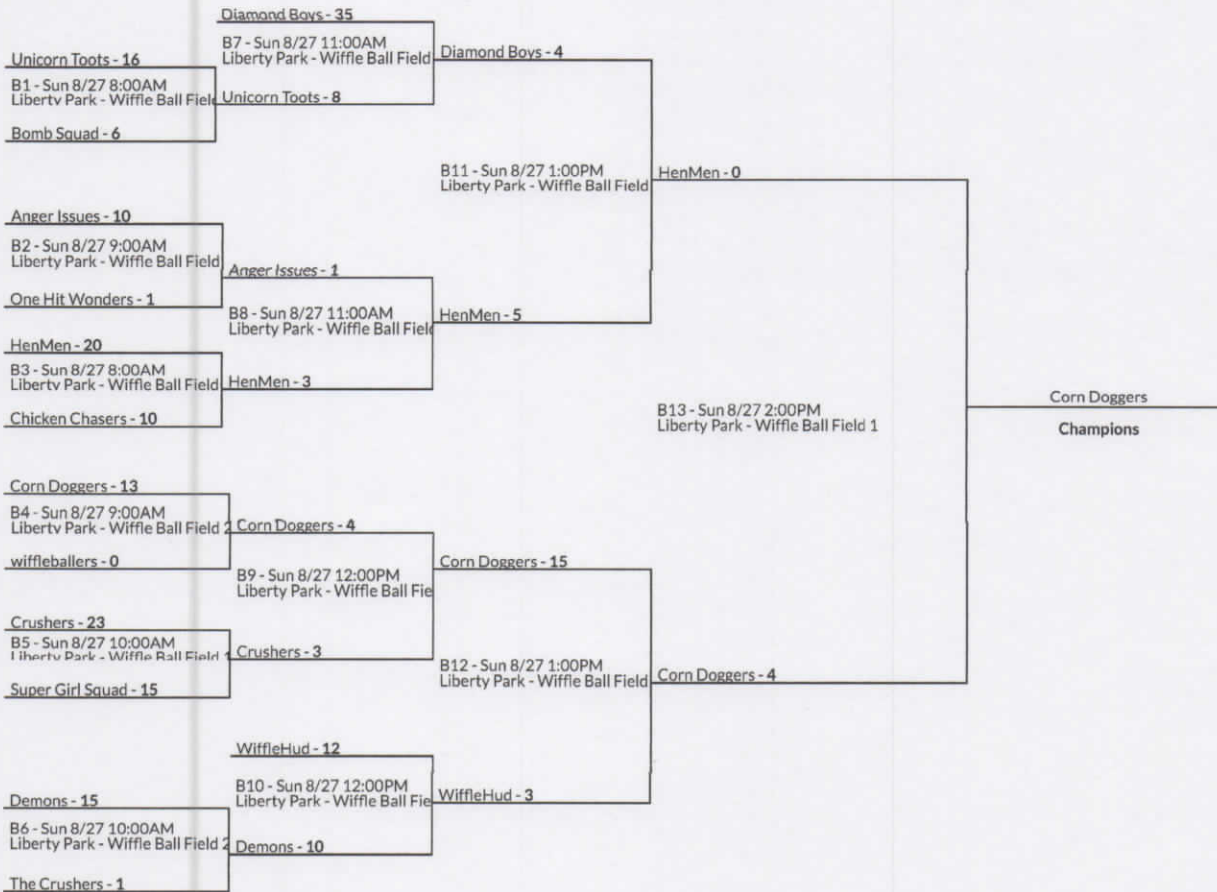 Diamond Boys - 35
B7 - Sun 8/27 11:00AM
Liberty Park - Wiffle Ball Field
Unicorn Toots - 8
Unicorn Toots - 16
B1 - Sun 8/27 8:00AM
Liberty Park - Wiffle Ball Field
Bomb Squad - 6
Diamond Boys - 4
B11 - Sun 8/27 1:00PM
Liberty Park - Wiffle Ball Field
HenMen - 0
Anger Issues - 10
B2 - Sun 8/27 9:00AM
Liberty Park - Wiffle Ball Field
One Hit Wonders - 1
Anger Issues - 1
B8 - Sun 8/27 11:00AM
Liberty Park - Wiffle Ball Field
HenMen - 5
HenMen - 20
B3 - Sun 8/27 8:00AM
Liberty Park - Wiffle Ball Field
HenMen - 3
Chicken Chasers - 10
B13 - Sun 8/27 2:00PM
Liberty Park - Wiffle Ball Field 1
Corn Doggers
Champions
Corn Doggers - 13
B4 - Sun 8/27 9:00AM
Liberty Park - Wiffle Ball Field 2
wiffleballers - 0
Corn Doggers - 4
B9 - Sun 8/27 12:00PM
Liberty Park - Wiffle Ball Fie
Corn Doggers - 15
Crushers - 23
B5 - Sun 8/27 10:00AM
Liberty Park - Wiffle Ball Field 1
Super Girl Squad - 15
Crushers - 3
B12 - Sun 8/27 1:00PM
Liberty Park - Wiffle Ball Field
Corn Doggers - 4
WiffleHud - 12
B10 - Sun 8/27 12:00PM
Liberty Park - Wiffle Ball Fie
WiffleHud - 3
Demons - 15
B6 - Sun 8/27 10:00AM
Liberty Park - Wiffle Ball Field 2
Demons - 10
The Crushers - 1